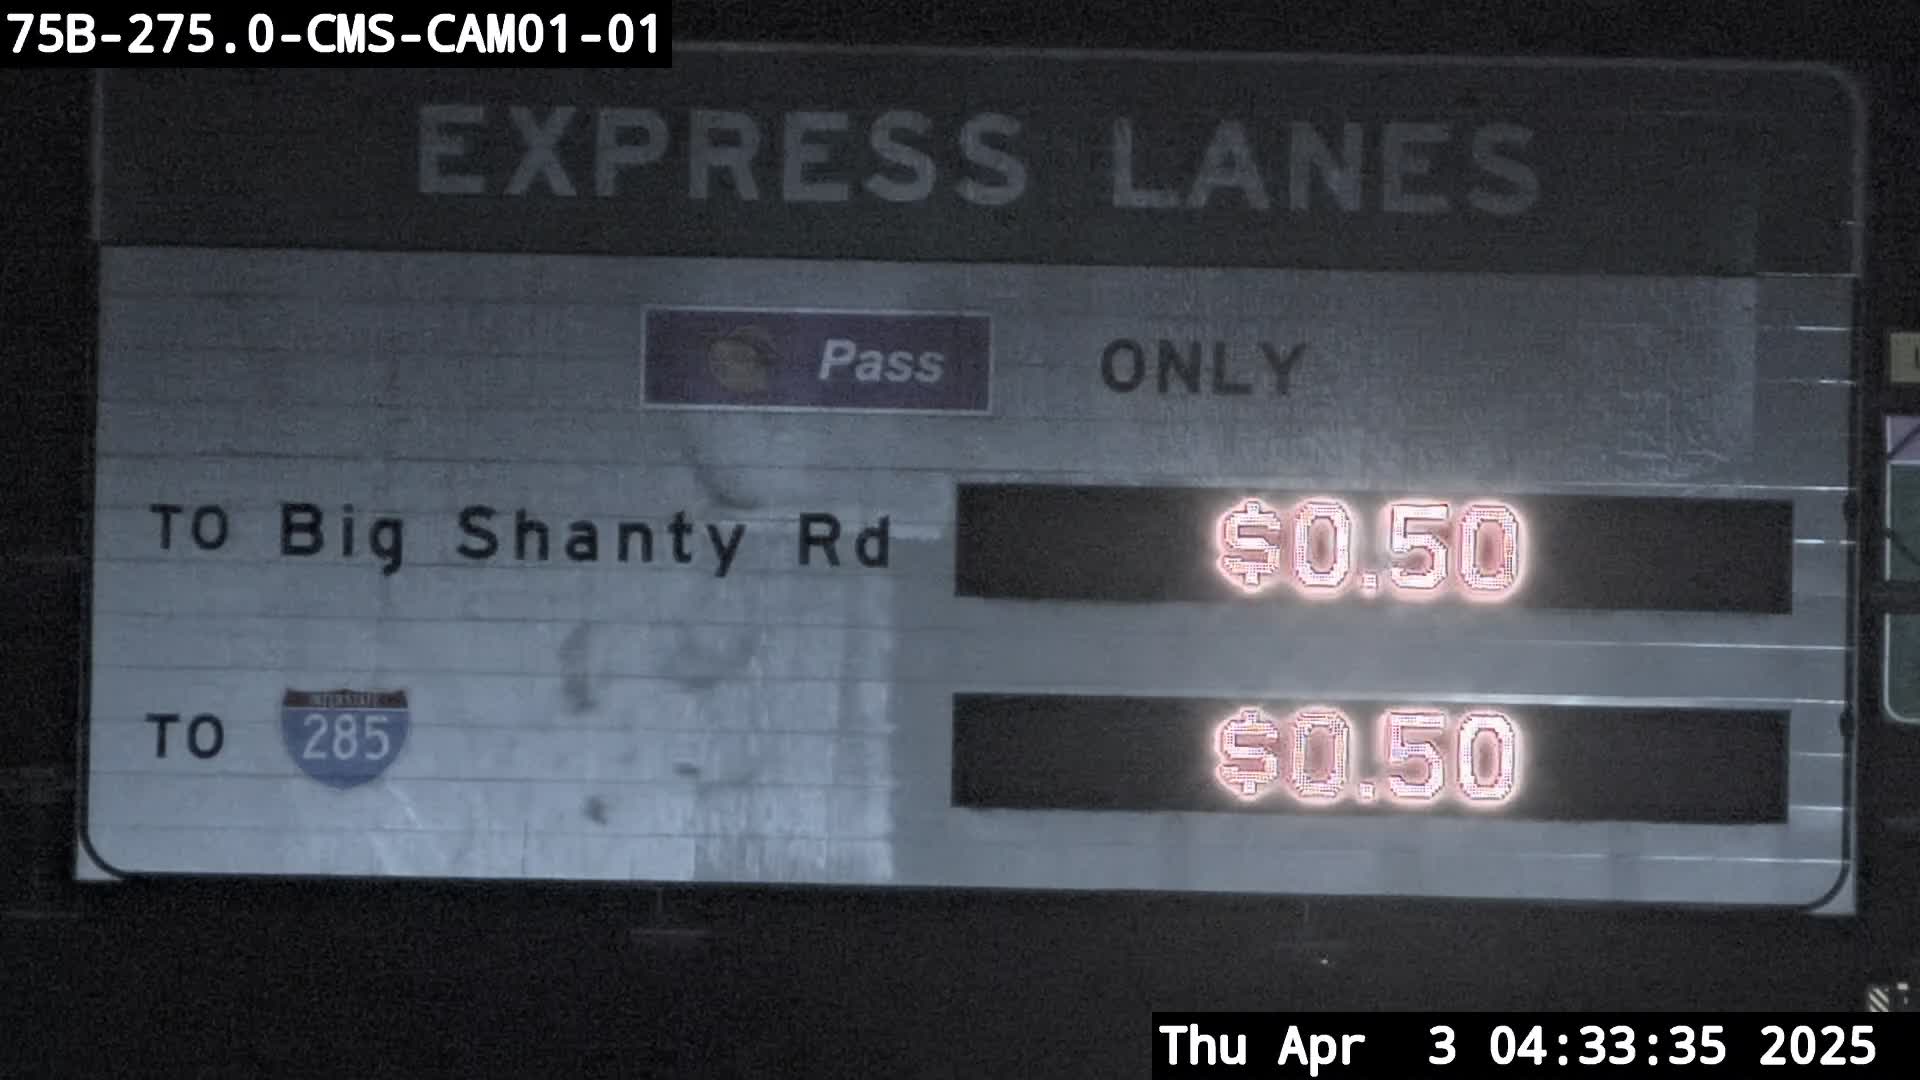 75B-275.0-CMS-CAM01-01
EXPRESS LANES
Pass ONLY
TO Big Shanty Rd $0.50
INTERSTATE
TO 285 $0.50
Thu Apr 3 04:33:35 2025